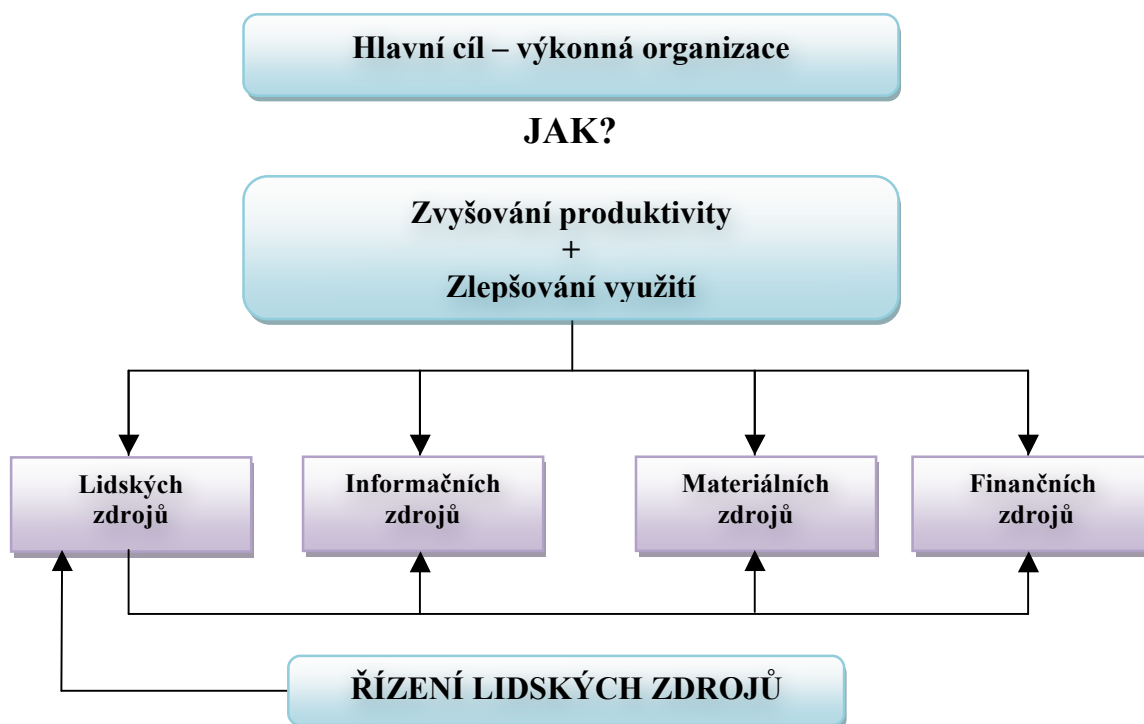 Hlavní cíl – výkonná organizace
JAK?
Zvyšování produktivity
+
Zlepšování využití
Lidských
zdrojů
Informačních
zdrojů
Materiálních
zdrojů
Finančních
zdrojů
ŘÍZENÍ LIDSKÝCH ZDROJŮ